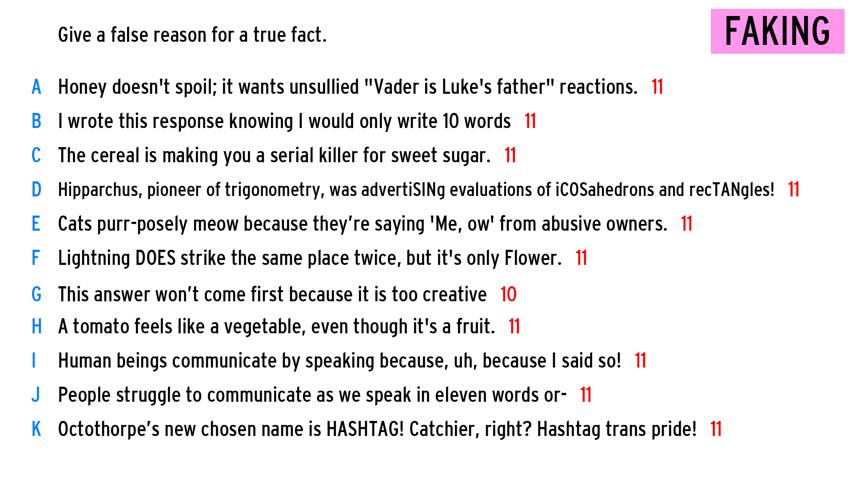 Give a false reason for a true fact.
FAKING
A Honey doesn't spoil; it wants unsullied "Vader is Luke's father" reactions. 11
B I wrote this response knowing I would only write 10 words 11
C The cereal is making you a serial killer for sweet sugar. 11
D Hipparchus, pioneer of trigonometry, was advertiSINg evaluations of iCOSahedrons and recTANgles! 11
E Cats purr-posely meow because they're saying 'Me, ow' from abusive owners. 11
F Lightning DOES strike the same place twice, but it's only Flower. 11
G This answer won't come first because it is too creative 10
H A tomato feels like a vegetable, even though it's a fruit. 11
I Human beings communicate by speaking because, uh, because I said so! 11
J People struggle to communicate as we speak in eleven words or- 11
K Octothorpe's new chosen name is HASHTAG! Catchier, right? Hashtag trans pride! 11